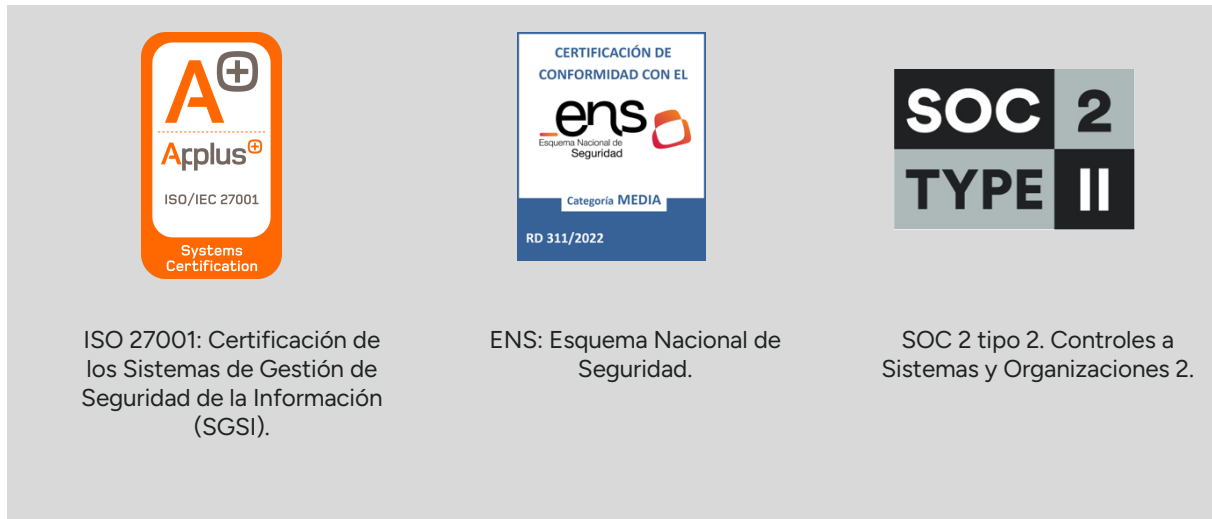 A+
Applus+
ISO/IEC 27001
Systems
Certification
ISO 27001: Certificación de
los Sistemas de Gestión de
Seguridad de la Información
(SGSI).
CERTIFICACIÓN DE
CONFORMIDAD CON EL
ens
Esquema Nacional de
Seguridad
Categoría MEDIA
RD 311/2022
ENS: Esquema Nacional de
Seguridad.
SOC 2
TYPE II
SOC 2 tipo 2. Controles a
Sistemas y Organizaciones 2.